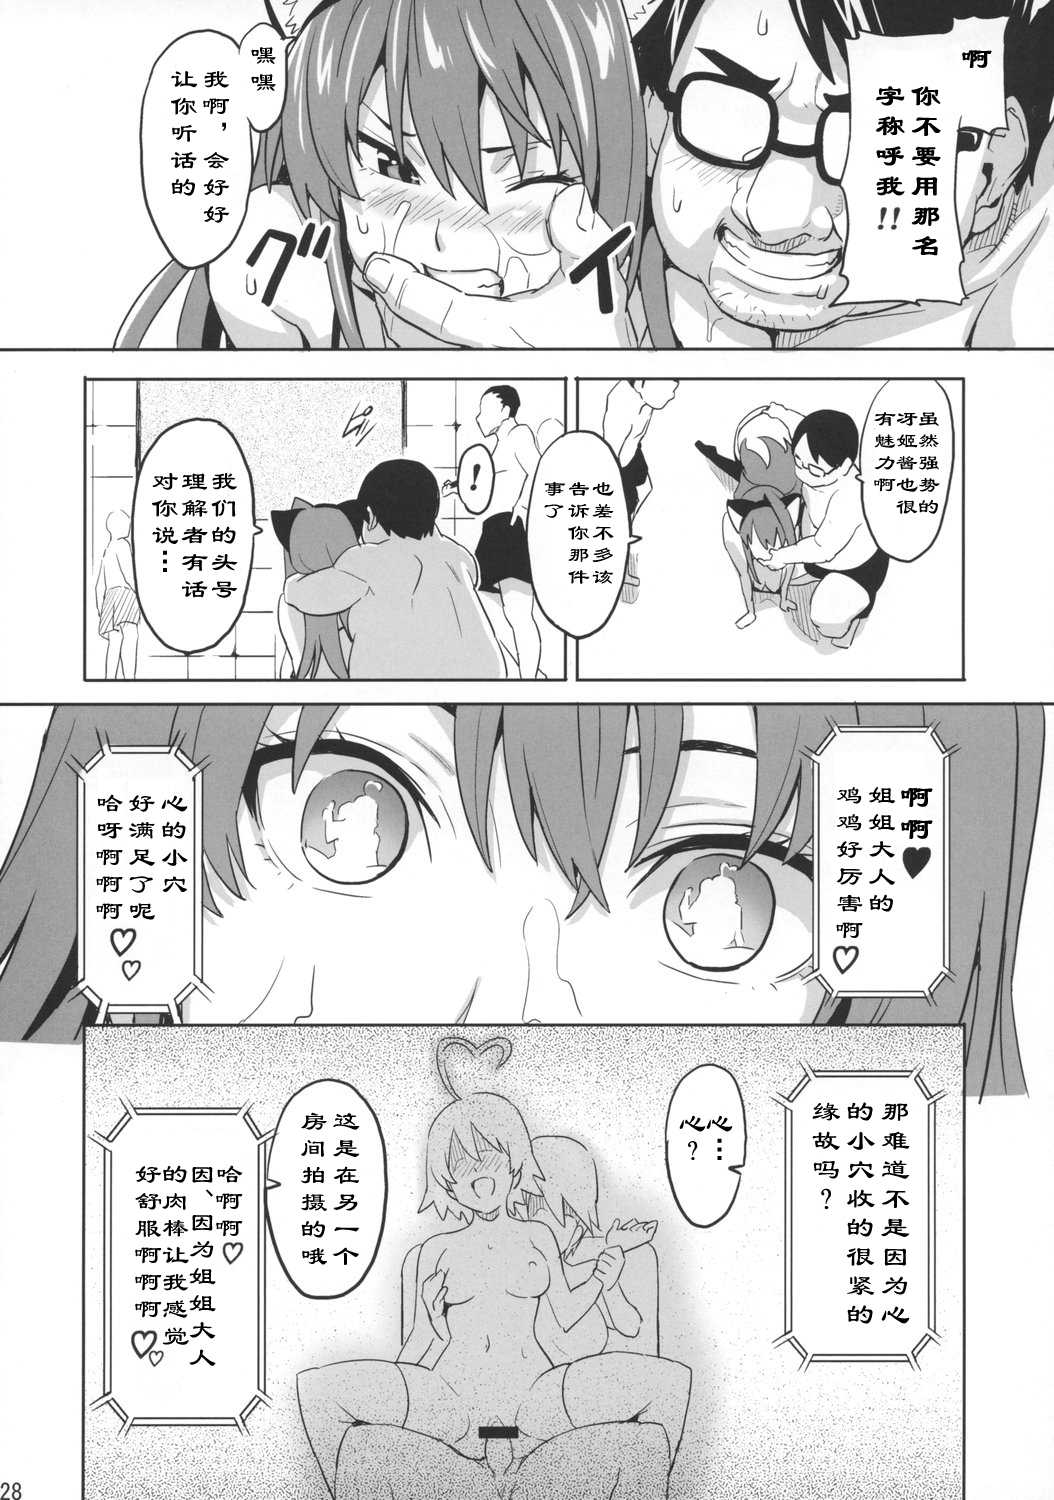 啊
你不要用那名
字称呼我!!
嘿嘿
我啊，会好好
让你听话的
グ
イ
虽然强势的
冴姬酱也很
有魅力啊
也差不多该
告诉你那件
事了
!
我们的头号
理解者有话
对你说…
啊啊♥
姐姐大人的
鸡鸡好厉害啊♡
心的小穴
好满足了呢
哈呀啊啊啊♡♡
那难道不是因为心
的小穴收的很紧的
缘故吗？
心…
心？
这是在另一个
房间拍摄的哦
哈啊啊♡
因、因为姐姐大人
的肉棒让我感觉
好舒服啊啊啊♡♡
28